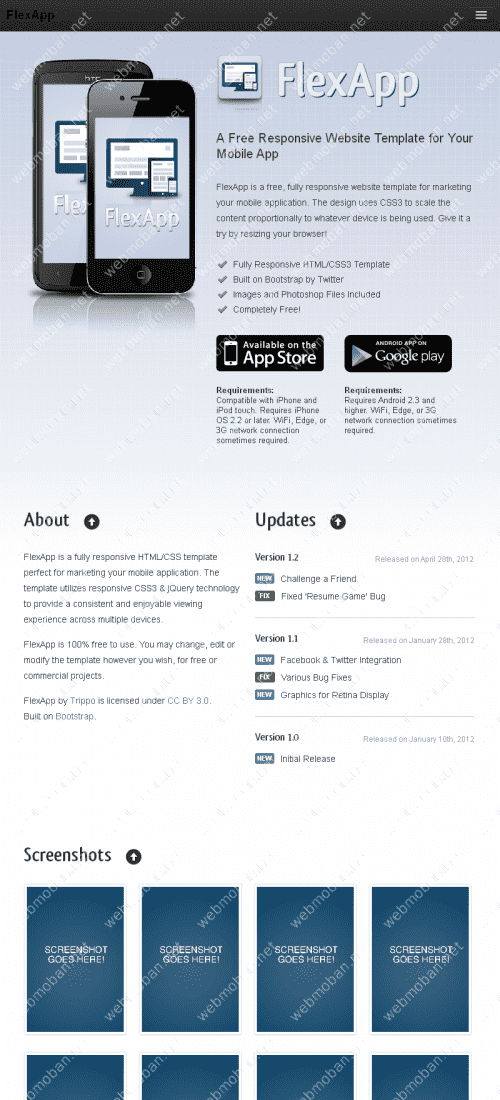 FlexApp
FlexApp
hTC
Fle
FlexApp
A Free Responsive Website Template for Your
Mobile App
FlexApp is a free, fully responsive website template for marketing
your mobile application. The design uses CSS3 to scale the
content proportionally to whatever device is being used. Give it a
try by resizing your browser!
Fully Responsive HTML/CSS3 Template
Built on Bootstrap by Twitter
Images and Photoshop Files Included
Completely Free!
Available on the
App Store
ANDROID APP ON
Google play
Requirements:
Compatible with iPhone and
iPod touch. Requires iPhone
OS 2.2 or later. WiFi, Edge, or
3G network connection
sometimes required.
Requirements:
Requires Android 2.3 and
higher. WiFi, Edge, or 3G
network connection sometimes
required.
About
FlexApp is a fully responsive HTML/CSS template
perfect for marketing your mobile application. The
template utilizes responsive CSS3 & jQuery technology
to provide a consistent and enjoyable viewing
experience across multiple devices.
FlexApp is 100% free to use. You may change, edit or
modify the template however you wish, for free or
commercial projects.
FlexApp by Trippo is licensed under CC BY 3.0.
Built on Bootstrap.
Updates
Version 1.2 Released on April 28th, 2012
NEW Challenge a Friend
FIX Fixed 'Resume Game' Bug
Version 1.1 Released on January 28th, 2012
NEW Facebook & Twitter Integration
FIX Various Bug Fixes
NEW Graphics for Retina Display
Version 1.0 Released on January 10th, 2012
NEW Initial Release
Screenshots
SCREENSHOT
GOES HERE!
SCREENSHOT
GOES HERE!
SCREENSHOT
GOES HERE!
SCREENSHOT
GOES HERE!
webmoban.net